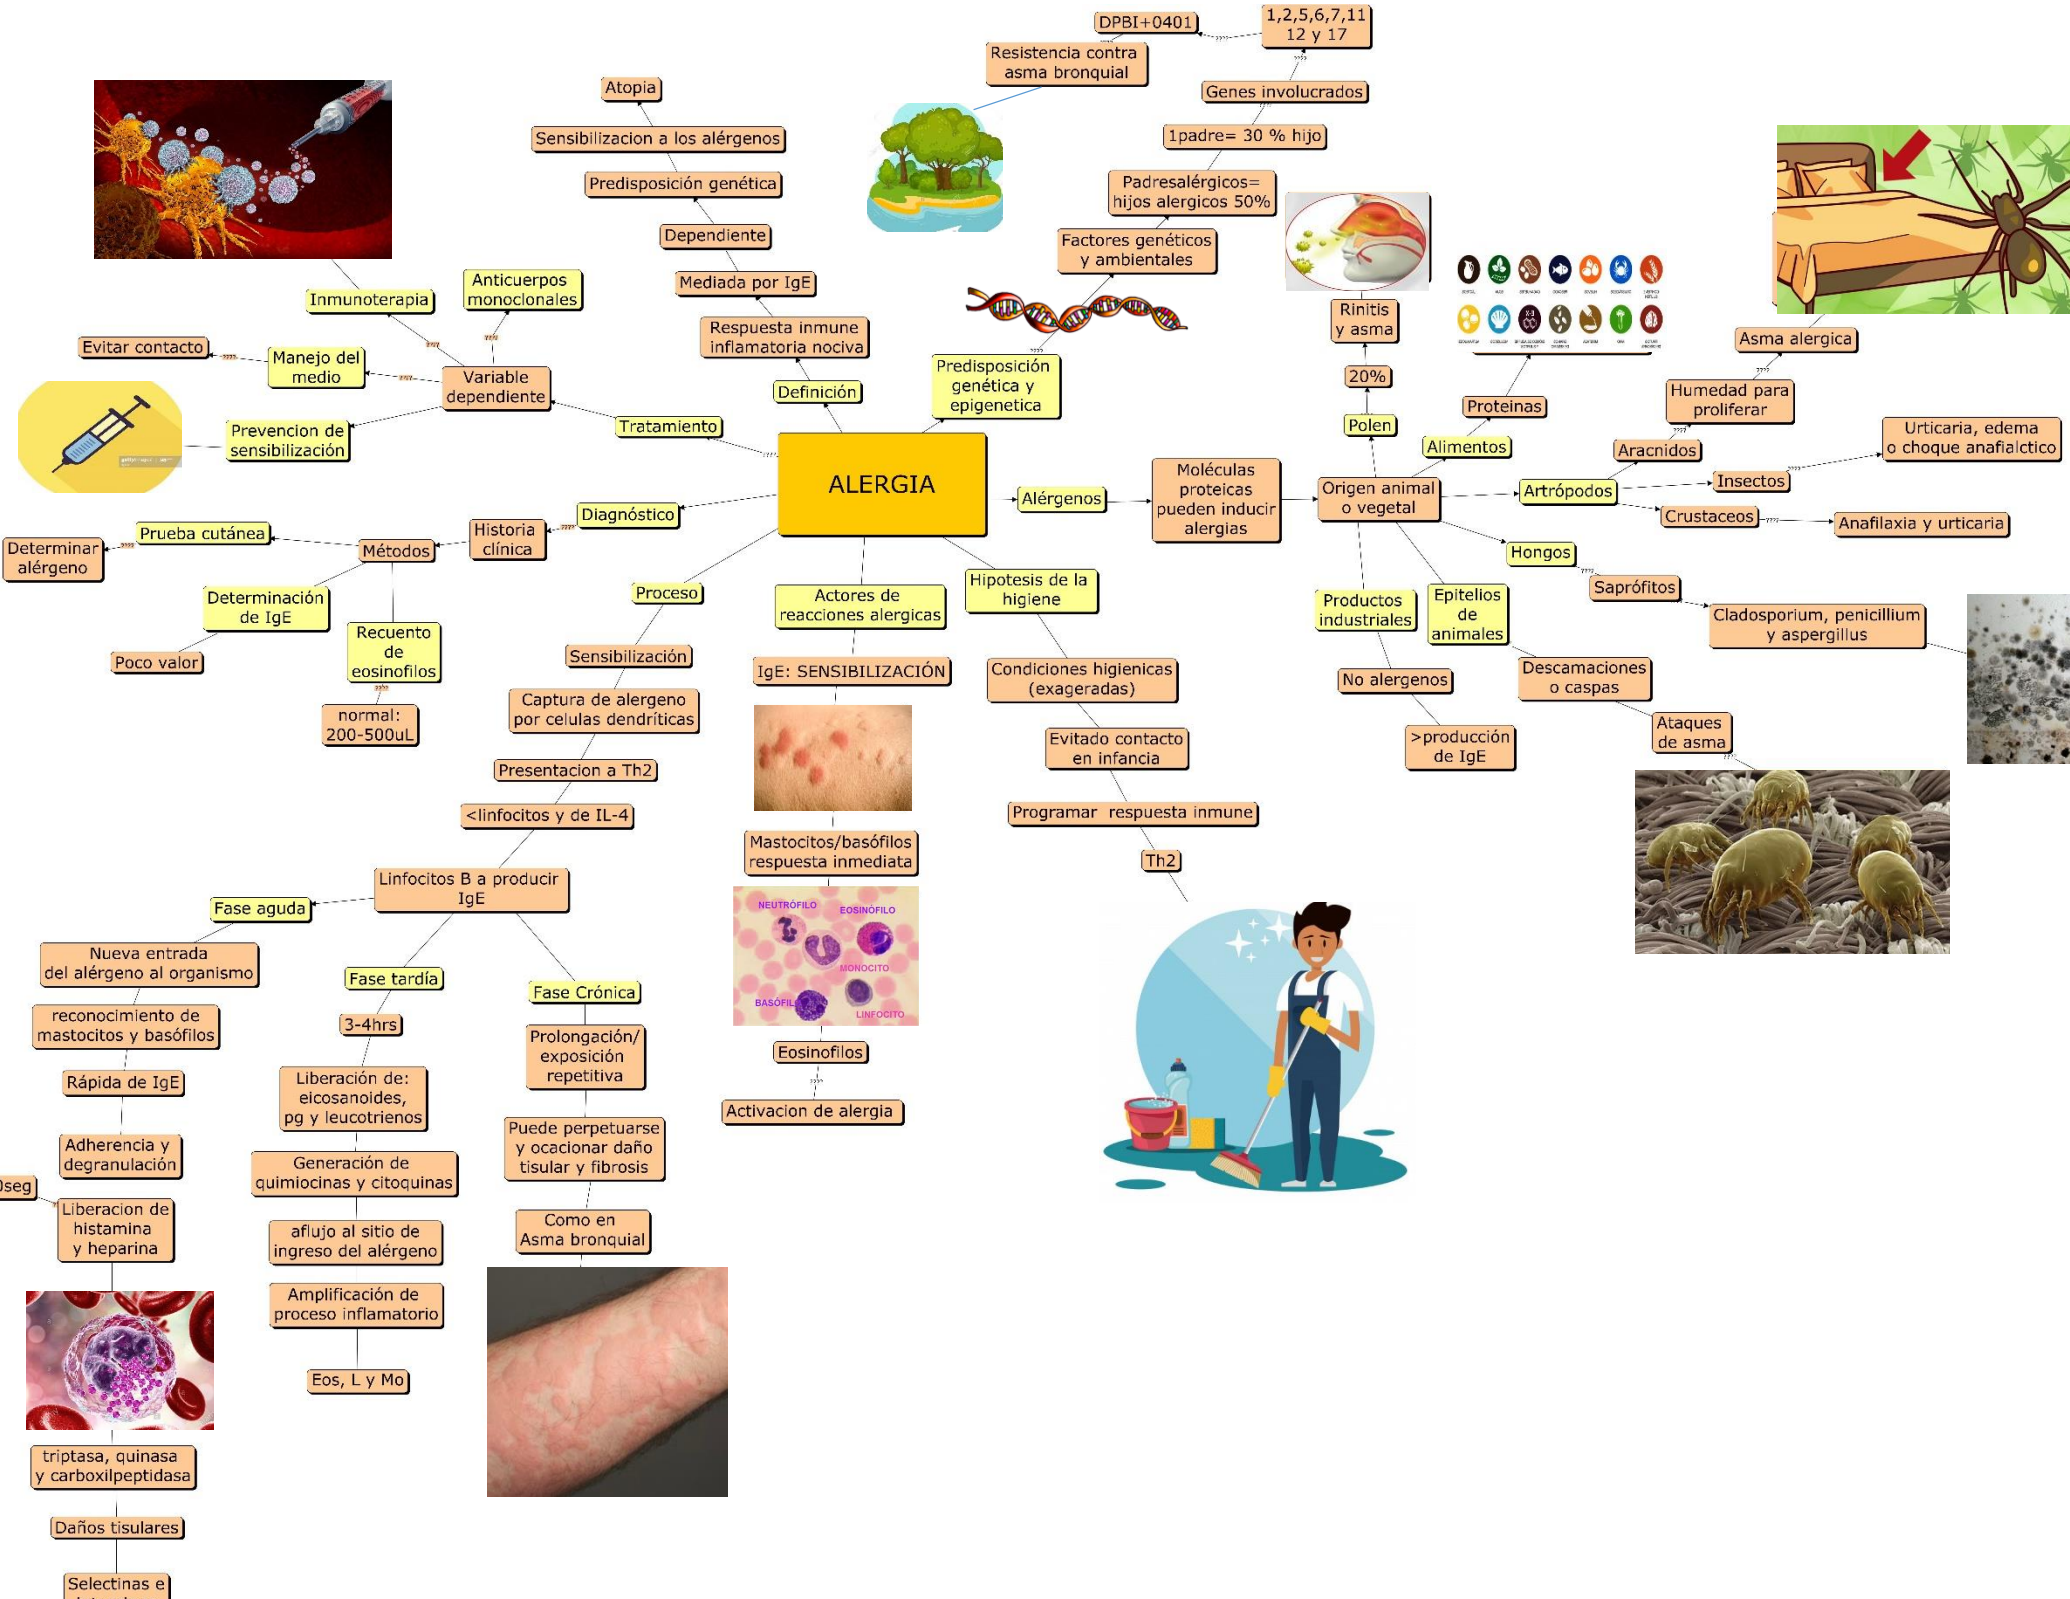 DPBI+0401
1,2,5,6,7,11
12 y 17
Resistencia contra
asma bronquial
Genes involucrados
1padre= 30 % hijo
Padresalérgicos=
hijos alergicos 50%
Factores genéticos
y ambientales
Predisposición
genética y
epigenetica
Atopia
Sensibilizacion a los alérgenos
Predisposición genética
Dependiente
Mediada por IgE
Respuesta inmune
inflamatoria nociva
Definición
Inmunoterapia
Anticuerpos
monoclonales
Evitar contacto
Manejo del
medio
Variable
dependiente
Prevencion de
sensibilización
Tratamiento
ALERGIA
Diagnóstico
Historia
clínica
Métodos
Prueba cutánea
Determinar
alérgeno
Determinación
de IgE
Poco valor
Recuento
de
eosinofilos
????
normal:
200-500uL
Alérgenos
Moléculas
proteicas
pueden inducir
alergias
Origen animal
o vegetal
Polen
20%
Rinitis
y asma
Alimentos
Proteinas
Artrópodos
Aracnidos
????
Humedad para
proliferar
????
Asma alergica
Insectos
????
Urticaria, edema
o choque anafialctico
Crustaceos
????
Anafilaxia y urticaria
Hongos
????
Saprófitos
Cladosporium, penicillium
y aspergillus
Epitelios
de
animales
Descamaciones
o caspas
Ataques
de asma
Productos
industriales
No alergenos
>producción
de IgE
Hipotesis de la
higiene
Condiciones higienicas
(exageradas)
Evitado contacto
en infancia
Programar respuesta inmune
Th2
Actores de
reacciones alergicas
IgE: SENSIBILIZACIÓN
Mastocitos/basófilos
respuesta inmediata
NEUTRÓFILO
EOSINÓFILO
MONOCITO
LINFOCITO
Eosinofilos
????
Activacion de alergia
Proceso
Sensibilización
Captura de alergeno
por celulas dendríticas
Presentacion a Th2
<linfocitos y de IL-4
Linfocitos B a producir
IgE
Fase aguda
Nueva entrada
del alérgeno al organismo
reconocimiento de
mastocitos y basófilos
Rápida de IgE
Adherencia y
degranulación
0seg
Liberacion de
histamina
y heparina
triptasa, quinasa
y carboxilpeptidasa
Daños tisulares
Selectinas e
Fase tardía
3-4hrs
Liberación de:
eicosanoides,
pg y leucotrienos
Generación de
quimiocinas y citoquinas
aflujo al sitio de
ingreso del alérgeno
Amplificación de
proceso inflamatorio
Eos, L y Mo
Fase Crónica
Prolongación/
exposición
repetitiva
Puede perpetuarse
y ocacionar daño
tisular y fibrosis
Como en
Asma bronquial